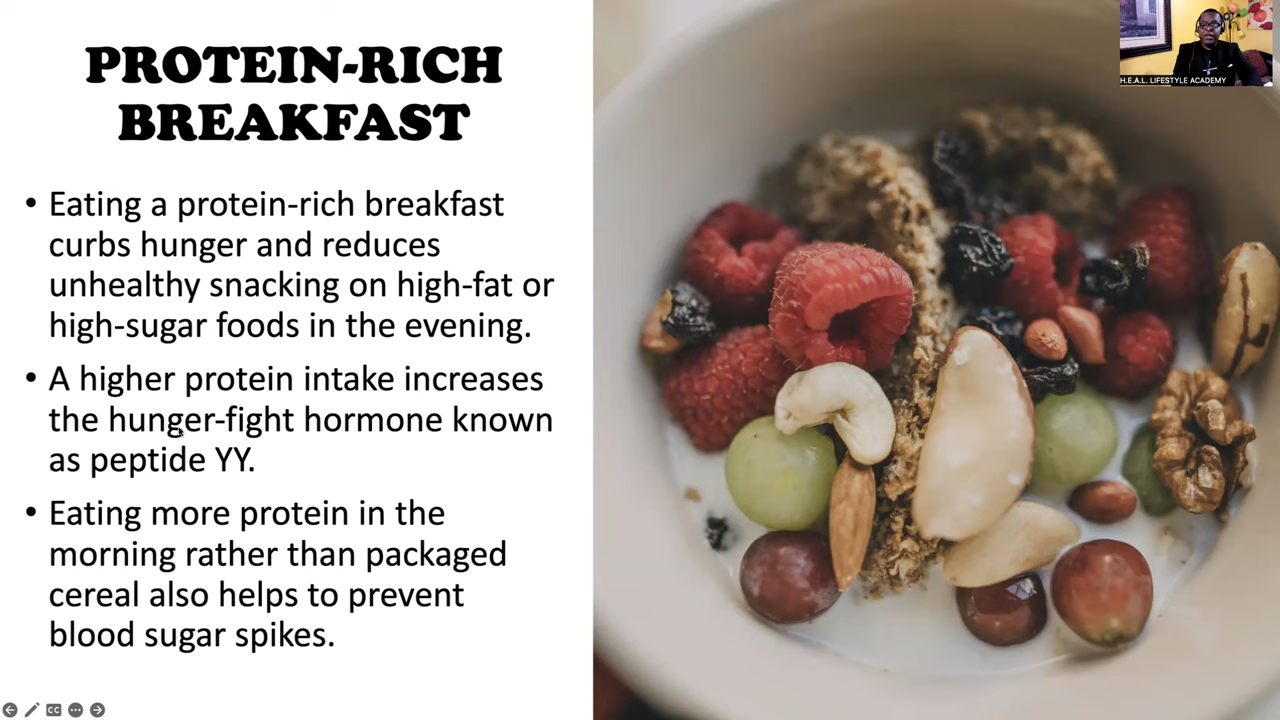 PROTEIN-RICH
BREAKFAST
• Eating a protein-rich breakfast
curbs hunger and reduces
unhealthy snacking on high-fat or
high-sugar foods in the evening.
• A higher protein intake increases
the hunger-fight hormone known
as peptide YY.
• Eating more protein in the
morning rather than packaged
cereal also helps to prevent
blood sugar spikes.
H.E.A.L. LIFESTYLE ACADEMY
CC